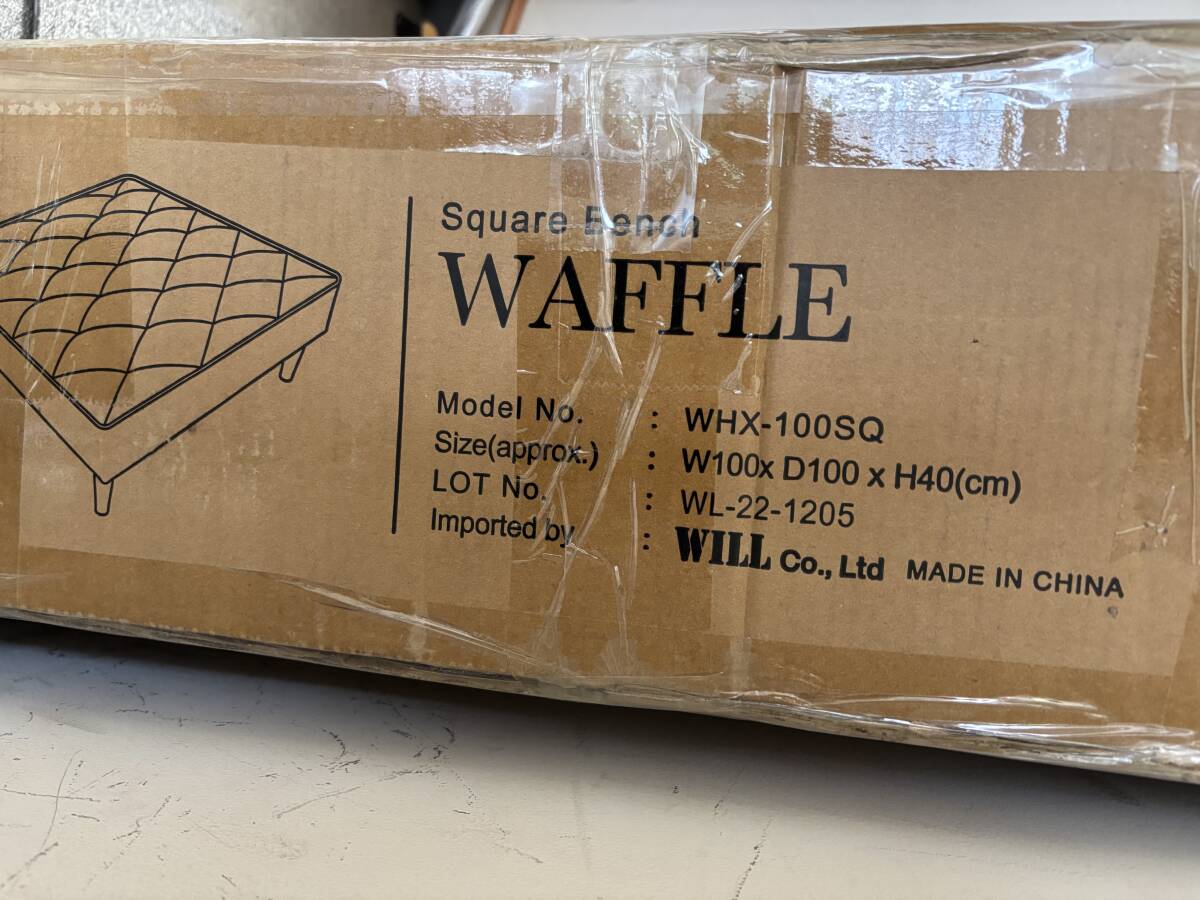 Square Bench
WAFFLE
Model No. : WHX-100SQ
Size(approx.) : W100x D100 x H40(cm)
LOT No. : WL-22-1205
Imported by : WILL Co., Ltd MADE IN CHINA